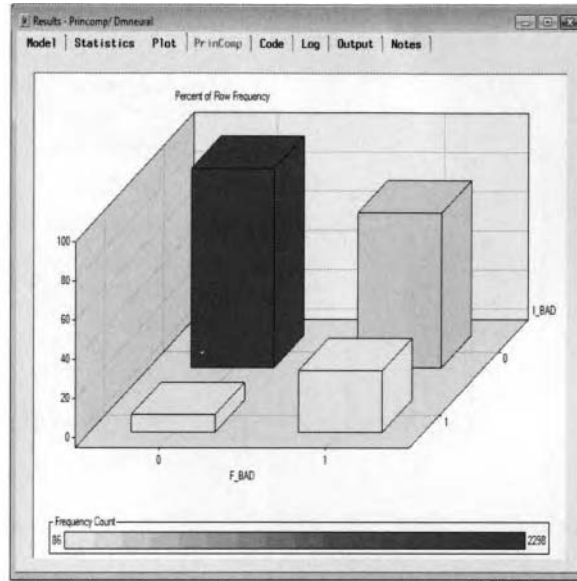 Results - Princomp/ Dmneural
Model Statistics Plot PrinComp Code Log Output Notes
Percent of Row Frequency
100
80
60
40
20
0
I_BAD
0
1
0 1
F_BAD
Frequency Count
86 2298